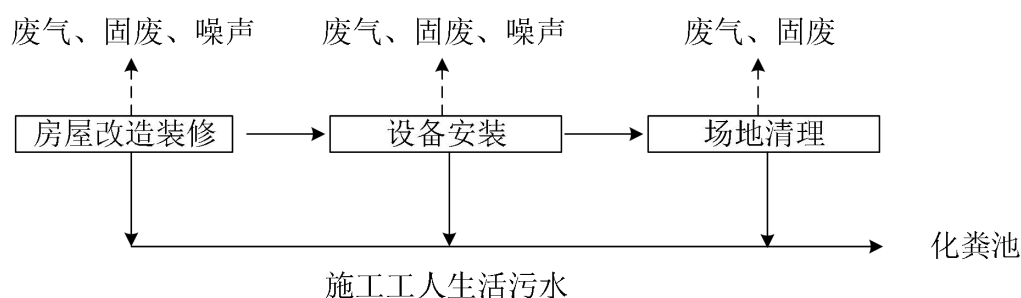 废气、固废、噪声
废气、固废、噪声
废气、固废
房屋改造装修
设备安装
场地清理
化粪池
施工工人生活污水